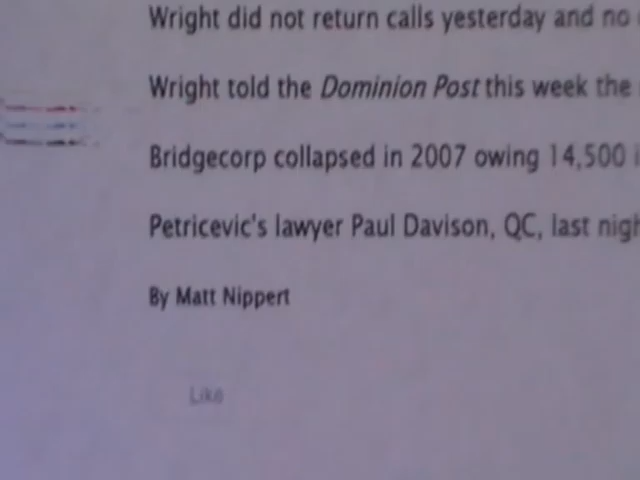 Wright did not return calls yesterday and no
Wright told the Dominion Post this week the
Bridgecorp collapsed in 2007 owing 14,500
Petricevic's lawyer Paul Davison, QC, last
By Matt Nippert
Like